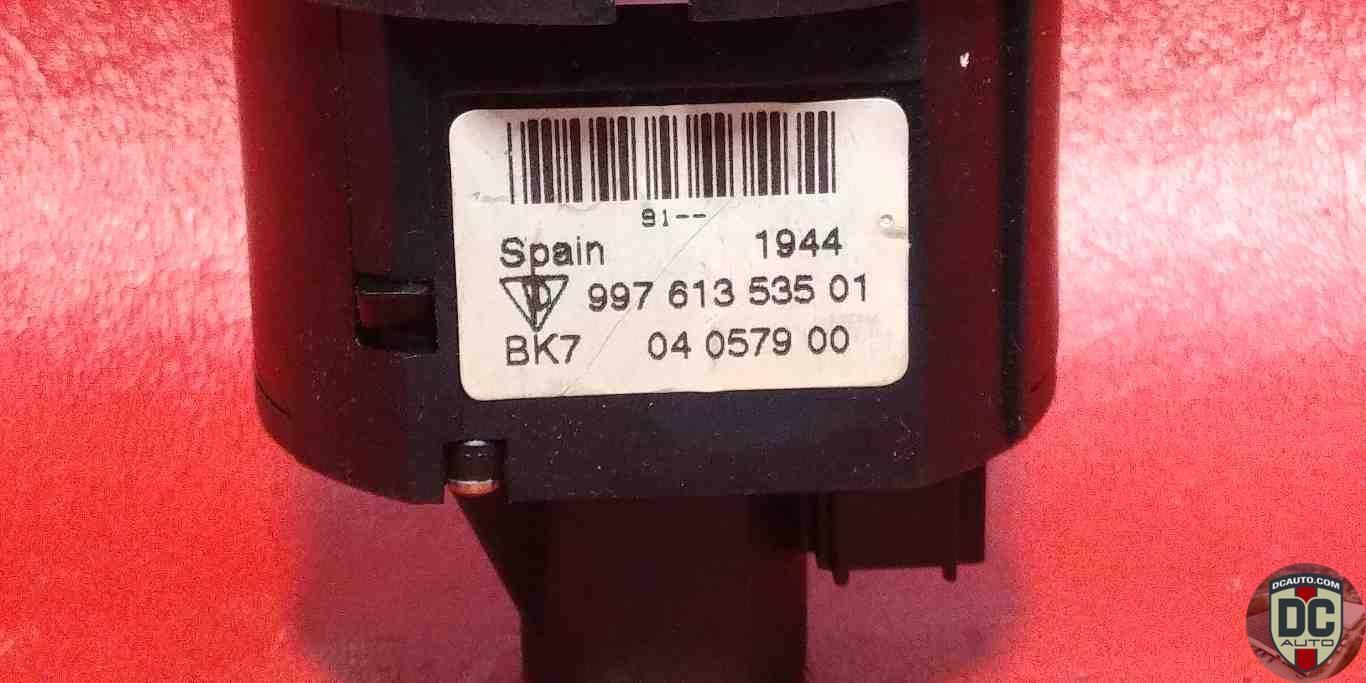 91--
Spain 1944
997 613 535 01
BK7 04 0579 00
DCAUTO.COM
DC
AUTO